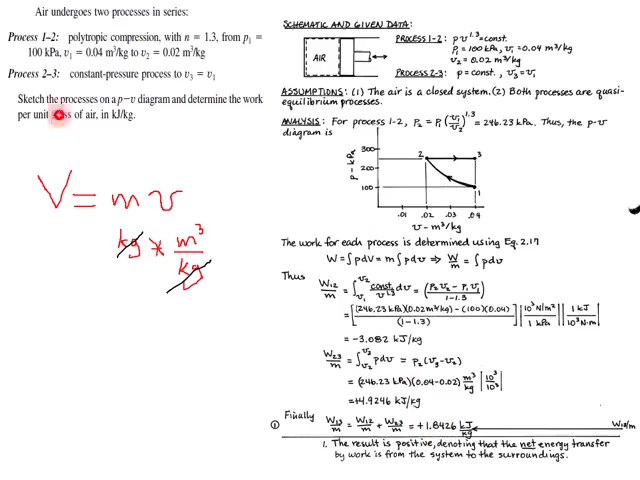 Air undergoes two processes in series:
Process 1–2: polytropic compression, with n = 1.3, from p₁ =
100 kPa, v₁ = 0.04 m³/kg to v₂ = 0.02 m³/kg
Process 2–3: constant-pressure process to v₃ = v₁
Sketch the processes on a p–v diagram and determine the work
per unit mass of air, in kJ/kg.
V = m v
kg * m³/kg
SCHEMATIC AND GIVEN DATA:
AIR
PROCESS 1-2: pv^1.3 = const.
P₁ = 100 kPa, v₁ = 0.04 m³/kg
v₂ = 0.02 m³/kg
PROCESS 2-3: p = const., v₃ = v₁
ASSUMPTIONS: (1) The air is a closed system. (2) Both processes are quasi-
equilibrium processes.
ANALYSIS: For process 1-2, P₂ = P₁ (v₁/v₂)^1.3 = 246.23 kPa. Thus, the p-v
diagram is
p - kPa
300
200
100
2
3
1
.01 .02 .03 .04
v - m³/kg
The work for each process is determined using Eq. 2.17
W = ∫ pdV = m ∫ pdv ⇒ W/m = ∫ pdv
Thus
W₁₂/m = ∫_v₁^v₂ const/v^1.3 dv = (P₂v₂ - P₁v₁)/(1-1.3)
= [(246.23 kPa)(0.02 m³/kg) - (100)(0.04)/(1-1.3)] |10³ N/m²/1 kPa| |1 kJ/10³ N·m|
= -3.082 kJ/kg
W₂₃/m = ∫_v₂^v₃ pdv = P₂(v₃-v₂)
= (246.23 kPa)(0.04-0.02) m³/kg |10³/10³|
= +4.9246 kJ/kg
① Finally
W₁₃/m = W₁₂/m + W₂₃/m = +1.8426 kJ/kg
W₁₃/m
1. The result is positive, denoting that the net energy transfer
by work is from the system to the surroundings.